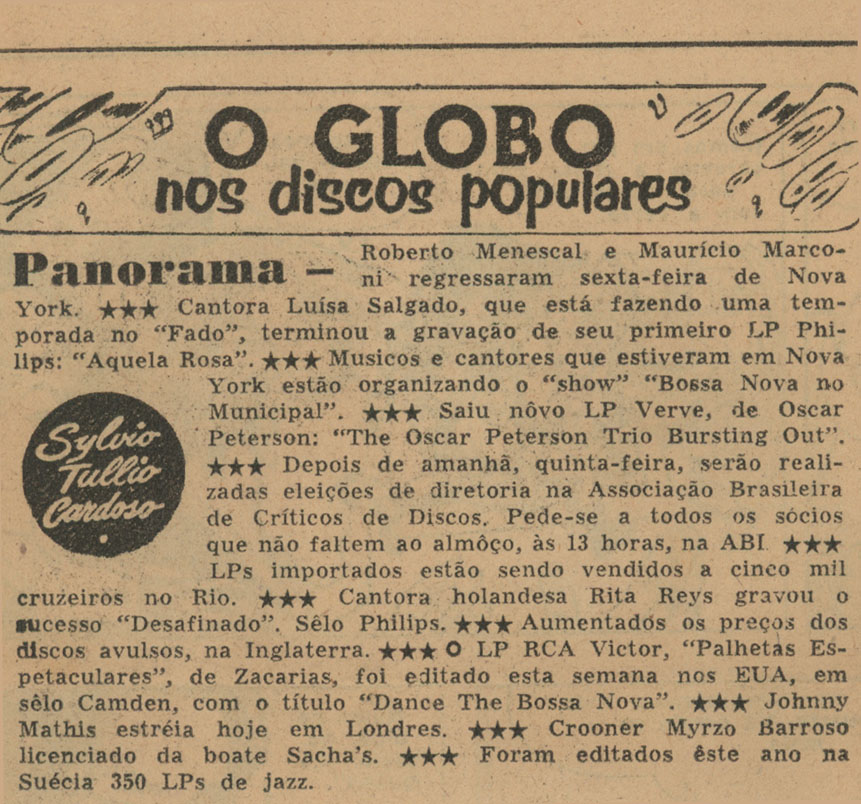 O GLOBO
nos discos populares
Panorama — Roberto Menescal e Maurício Marco-
ni regressaram sexta-feira de Nova
York. ★★★ Cantora Luísa Salgado, que está fazendo uma tem-
porada no "Fado", terminou a gravação de seu primeiro LP Phi-
lips: "Aquela Rosa". ★★★ Musicos e cantores que estiveram em Nova
York estão organizando o "show" "Bossa Nova no
Municipal". ★★★ Saiu nôvo LP Verve, de Oscar
Peterson: "The Oscar Peterson Trio Bursting Out".
★★★ Depois de amanhã, quinta-feira, serão reali-
zadas eleições de diretoria na Associação Brasileira
de Críticos de Discos. Pede-se a todos os sócios
que não faltem ao almôço, às 13 horas, na ABI ★★★
LPs importados estão sendo vendidos a cinco mil
Sylvio
Tullio
Cardoso
cruzeiros no Rio. ★★★ Cantora holandesa Rita Reys gravou o
sucesso "Desafinado". Sêlo Philips. ★★★ Aumentados os preços dos
discos avulsos, na Inglaterra. ★★★ O LP RCA Victor, "Palhetas Es-
petaculares", de Zacarias, foi editado esta semana nos EUA, em
sêlo Camden, com o título "Dance The Bossa Nova". ★★★ Johnny
Mathis estréia hoje em Londres. ★★★ Crooner Myrzo Barroso
licenciado da boate Sacha's. ★★★ Foram editados êste ano na
Suécia 350 LPs de jazz.